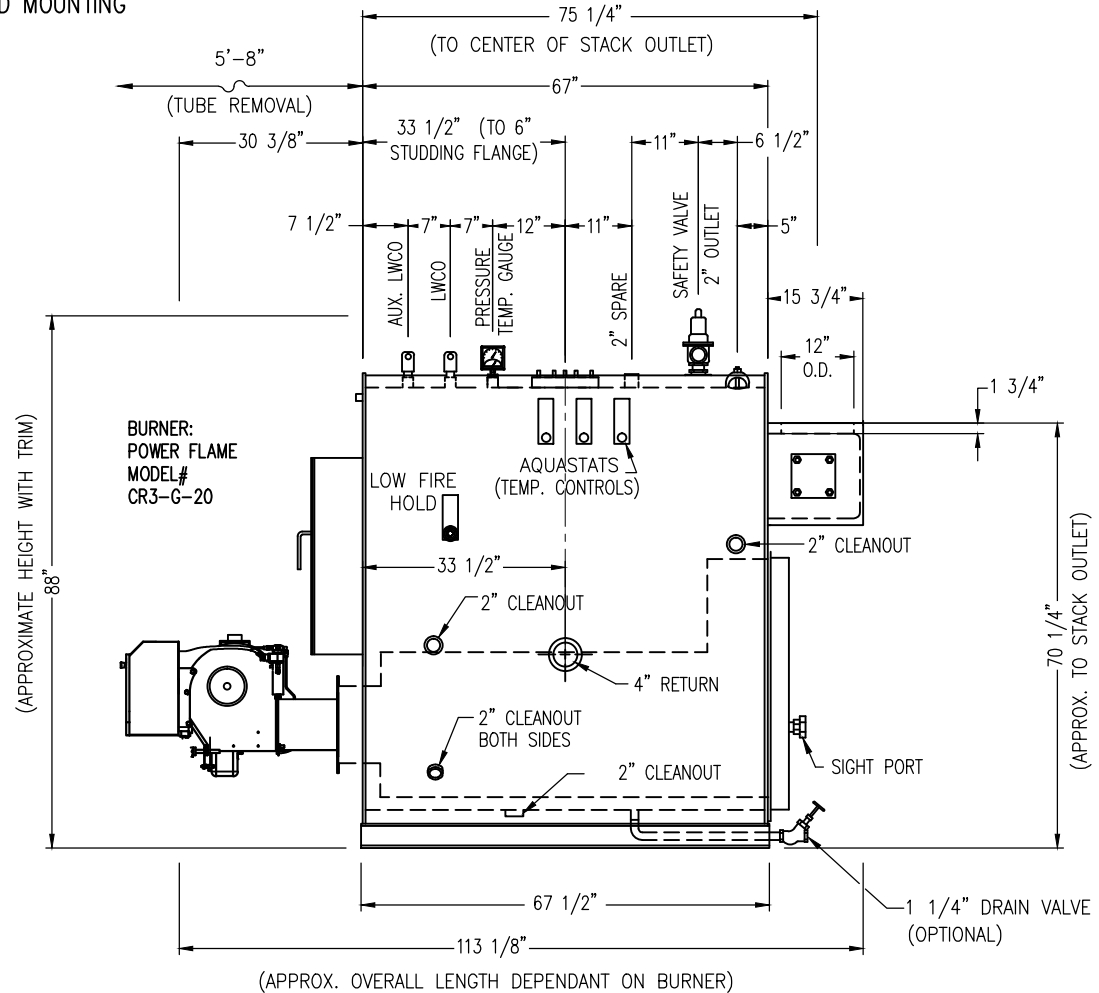 D MOUNTING
75 1/4"
(TO CENTER OF STACK OUTLET)
5'-8"
(TUBE REMOVAL)
67"
30 3/8"
33 1/2" (TO 6"
STUDDING FLANGE)
11"
6 1/2"
7 1/2"
7"
7"
12"
11"
5"
AUX. LWCO
LWCO
PRESSURE
TEMP. GAUGE
2" SPARE
SAFETY VALVE
2" OUTLET
15 3/4"
12"
O.D.
1 3/4"
(APPROXIMATE HEIGHT WITH TRIM)
88"
BURNER:
POWER FLAME
MODEL#
CR3-G-20
LOW FIRE
HOLD
AQUASTATS
(TEMP. CONTROLS)
2" CLEANOUT
33 1/2"
2" CLEANOUT
4" RETURN
70 1/4"
(APPROX. TO STACK OUTLET)
2" CLEANOUT
BOTH SIDES
2" CLEANOUT
SIGHT PORT
67 1/2"
1 1/4" DRAIN VALVE
(OPTIONAL)
113 1/8"
(APPROX. OVERALL LENGTH DEPENDANT ON BURNER)